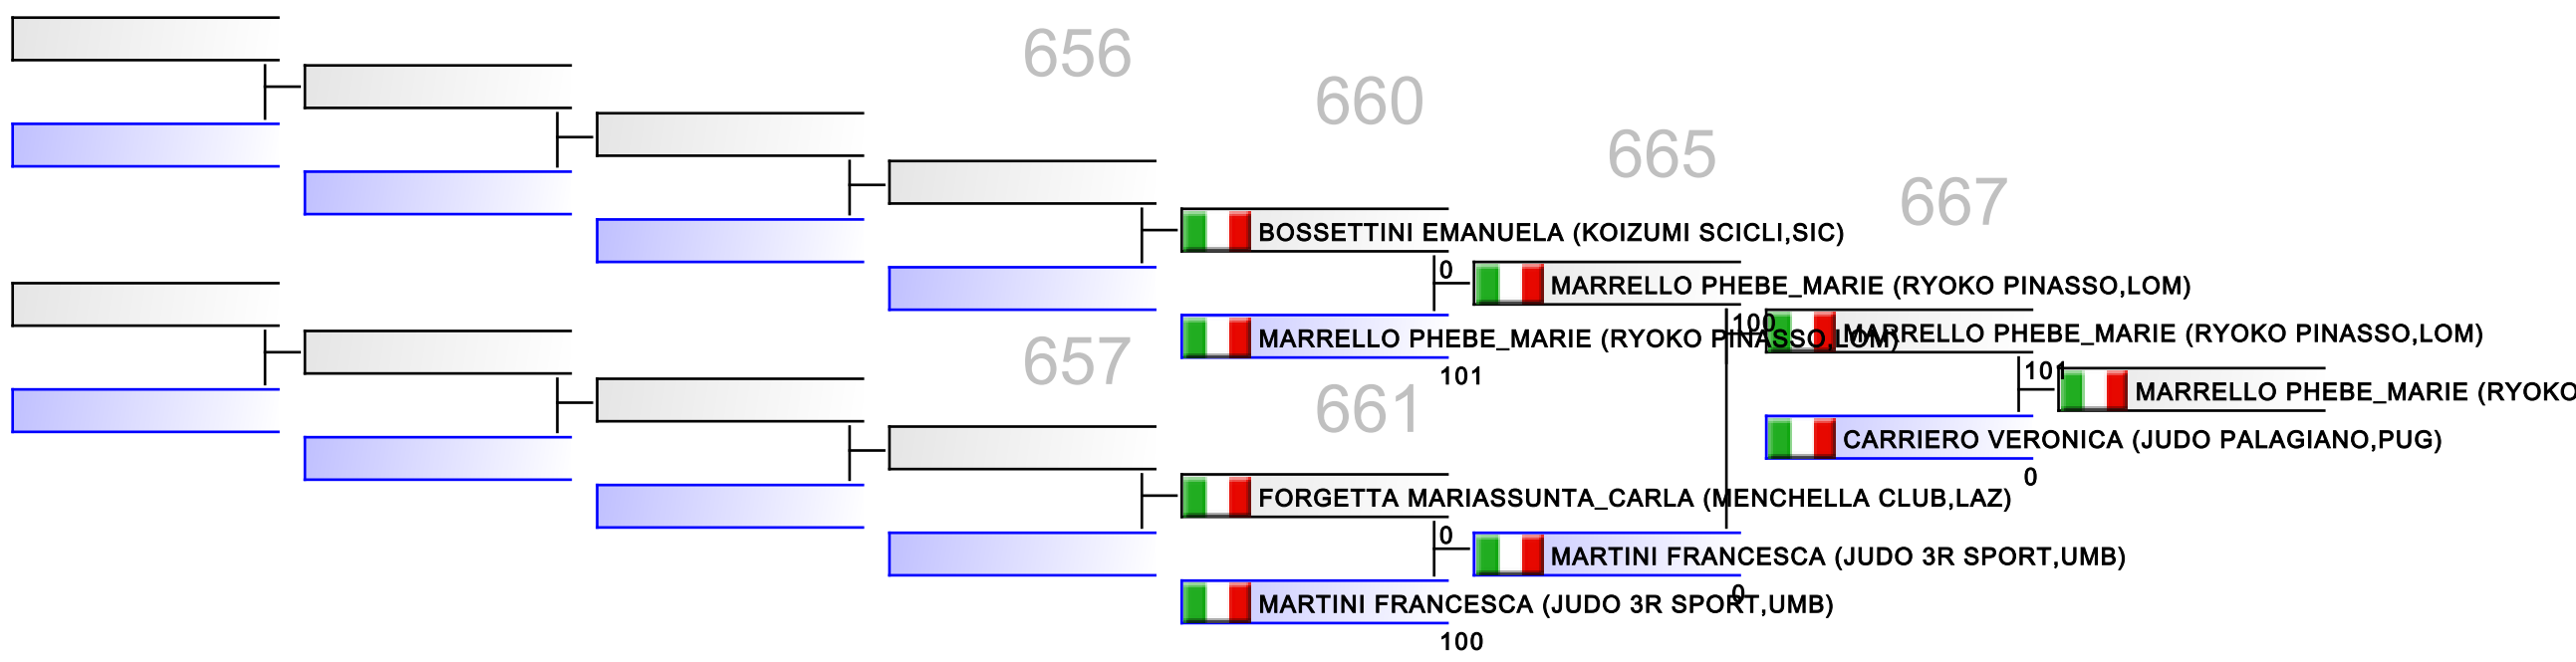 656
660
665
667
BOSSETTINI EMANUELA (KOIZUMI SCICLI,SIC)
0
MARRELLO PHEBE_MARIE (RYOKO PINASSO,LOM)
100
MARRELLO PHEBE_MARIE (RYOKO PINASSO,LOM)
MARRELLO PHEBE_MARIE (RYOKO PINASSO,LOM)
657
101
101
661
MARRELLO PHEBE_MARIE (RYOKO
CARRIERO VERONICA (JUDO PALAGIANO,PUG)
0
FORGETTA MARIASSUNTA_CARLA (MENCHELLA CLUB,LAZ)
0
MARTINI FRANCESCA (JUDO 3R SPORT,UMB)
0
MARTINI FRANCESCA (JUDO 3R SPORT,UMB)
100